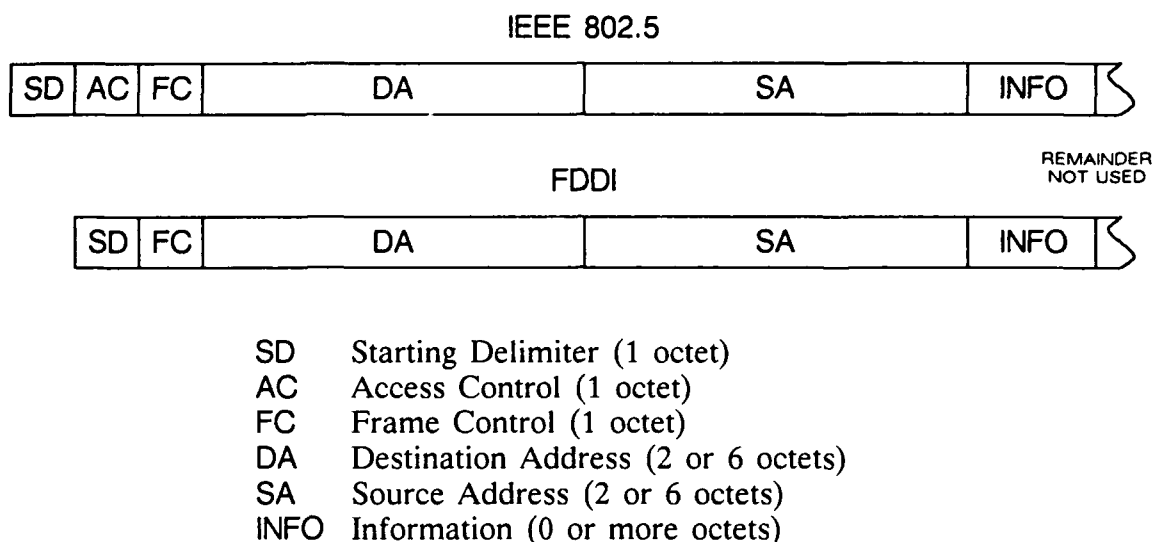 IEEE 802.5
SD AC FC DA SA INFO
REMAINDER
NOT USED
FDDI
SD FC DA SA INFO
SD Starting Delimiter (1 octet)
AC Access Control (1 octet)
FC Frame Control (1 octet)
DA Destination Address (2 or 6 octets)
SA Source Address (2 or 6 octets)
INFO Information (0 or more octets)